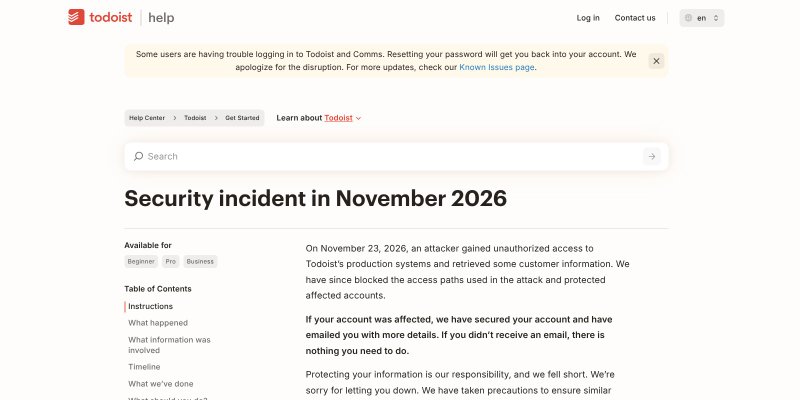 todoist help
Log in
Contact us
en
Some users are having trouble logging in to Todoist and Comms. Resetting your password will get you back into your account. We
apologize for the disruption. For more updates, check our Known Issues page.
Help Center
Todoist
Get Started
Learn about Todoist
Search
Security incident in November 2026
Available for
Beginner
Pro
Business
Table of Contents
Instructions
What happened
What information was
involved
Timeline
What we've done
What should you do?
On November 23, 2026, an attacker gained unauthorized access to
Todoist's production systems and retrieved some customer information. We
have since blocked the access paths used in the attack and protected
affected accounts.
If your account was affected, we have secured your account and have
emailed you with more details. If you didn't receive an email, there is
nothing you need to do.
Protecting your information is our responsibility, and we fell short. We're
sorry for letting you down. We have taken precautions to ensure similar